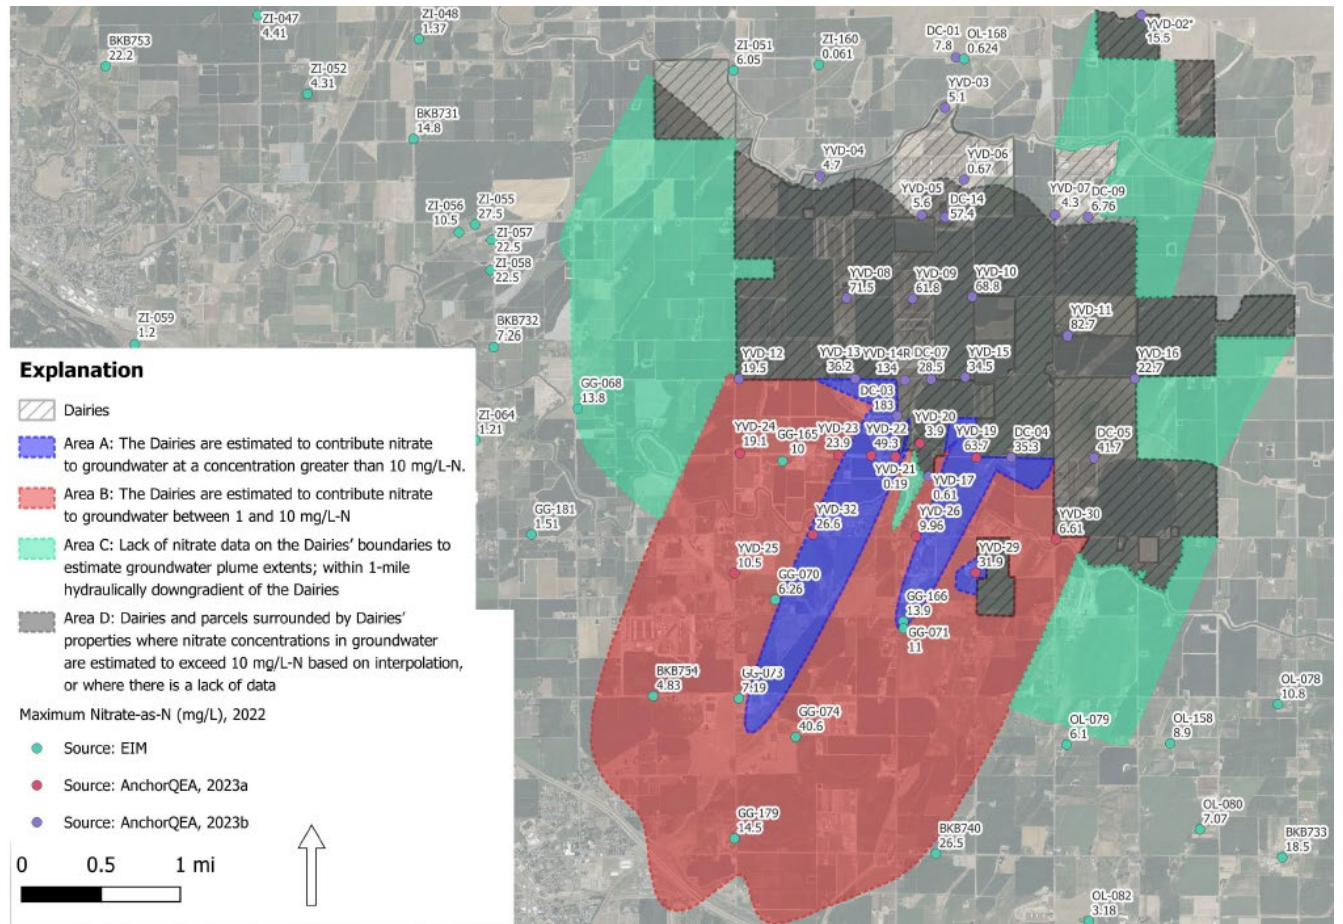 ZI-047
4.41
ZI-048
1.37
BKB753
22.2
ZI-052
4.31
BKB731
14.8
ZI-051
6.05
ZI-160
0.061
DC-01
7.8
OL-168
0.624
YVD-02*
15.5
YVD-03
5.1
YVD-04
4.7
YVD-06
0.67
YVD-05
5.6
DC-14
57.4
YVD-07
4.3
DC-09
6.76
ZI-056
10.5
ZI-055
27.5
ZI-057
22.5
ZI-058
22.5
YVD-08
71.5
YVD-09
61.8
YVD-10
68.8
YVD-11
82.7
ZI-059
1.2
BKB732
7.26
YVD-12
19.5
YVD-13
36.2
YVD-14R
134
DC-07
28.5
YVD-15
34.5
YVD-16
22.7
GG-068
13.8
DC-03
183
ZI-064
1.21
YVD-24
19.1
GG-165
10
YVD-23
23.9
YVD-22
49.3
YVD-20
3.9
YVD-19
63.7
DC-04
35.3
DC-05
41.7
YVD-21
0.19
YVD-17
0.61
GG-181
1.51
YVD-32
26.6
YVD-26
9.96
YVD-30
6.61
YVD-25
10.5
YVD-29
31.9
GG-070
6.26
GG-166
13.9
GG-071
11
BKB754
4.83
GG-073
7.19
GG-074
40.6
OL-078
10.8
OL-079
6.1
OL-158
8.9
GG-179
14.5
BKB740
26.5
OL-080
7.07
BKB733
18.5
OL-082
3.18
Explanation
Dairies
Area A: The Dairies are estimated to contribute nitrate
to groundwater at a concentration greater than 10 mg/L-N.
Area B: The Dairies are estimated to contribute nitrate
to groundwater between 1 and 10 mg/L-N
Area C: Lack of nitrate data on the Dairies' boundaries to
estimate groundwater plume extents; within 1-mile
hydraulically downgradient of the Dairies
Area D: Dairies and parcels surrounded by Dairies'
properties where nitrate concentrations in groundwater
are estimated to exceed 10 mg/L-N based on interpolation,
or where there is a lack of data
Maximum Nitrate-as-N (mg/L), 2022
Source: EIM
Source: AnchorQEA, 2023a
Source: AnchorQEA, 2023b
0 0.5 1 mi